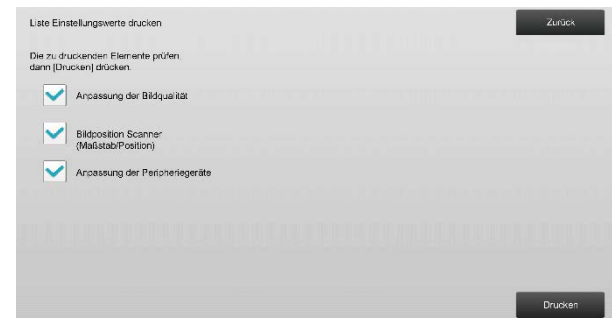 Liste Einstellungswerte drucken
Zurück
Die zu druckenden Elemente prüfen
dann [Drucken] drücken.
Anpassung der Bildqualität
Bildposition Scanner
(Maßstab/Position)
Anpassung der Peripheriegeräte
Drucken